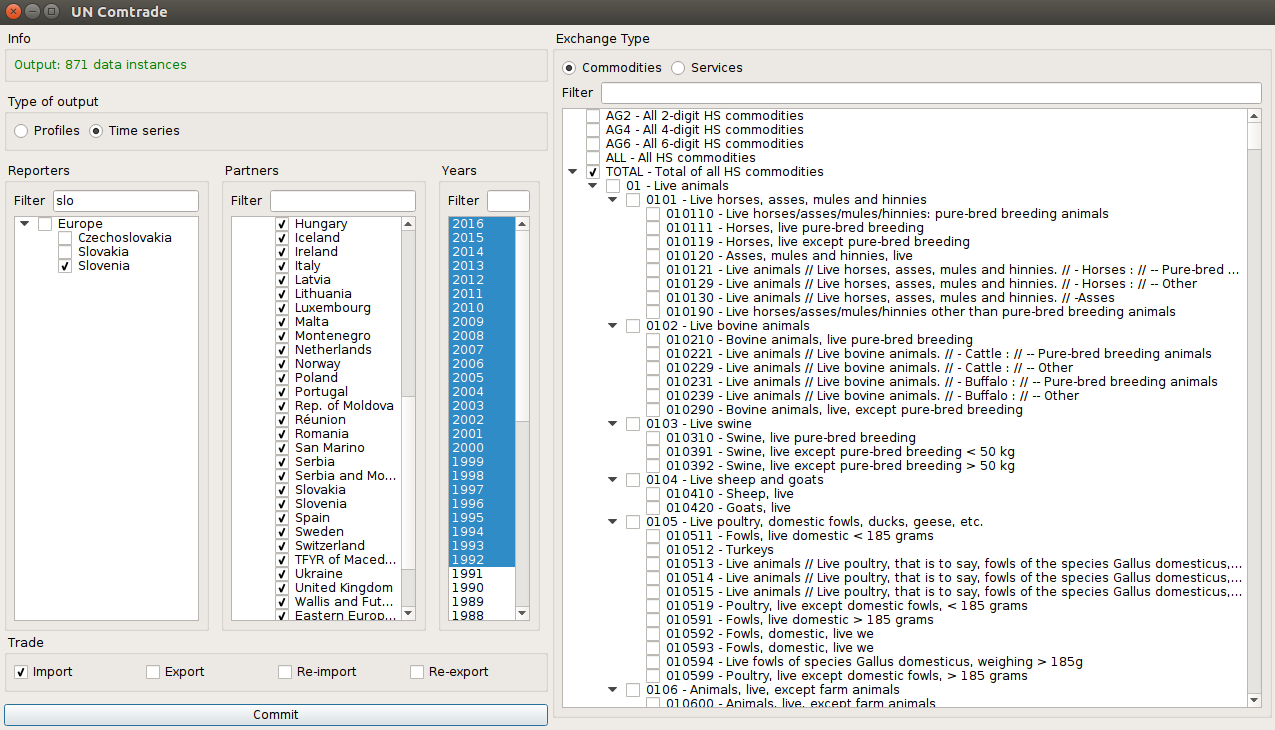 UN Comtrade
Info
Output: 871 data instances
Type of output
Profiles
Time series
Reporters
Filter slo
Europe
Czechoslovakia
Slovakia
Slovenia
Partners
Filter
Hungary
Iceland
Ireland
Italy
Latvia
Lithuania
Luxembourg
Malta
Montenegro
Netherlands
Norway
Poland
Portugal
Rep. of Moldova
Réunion
Romania
San Marino
Serbia
Serbia and Mo...
Slovakia
Slovenia
Spain
Sweden
Switzerland
TFYR of Maced...
Ukraine
United Kingdom
Wallis and Fut...
Eastern Europ...
Years
Filter
2016
2015
2014
2013
2012
2011
2010
2009
2008
2007
2006
2005
2004
2003
2002
2001
2000
1999
1998
1997
1996
1995
1994
1993
1992
1991
1990
1989
1988
Trade
Import
Export
Re-import
Re-export
Commit
Exchange Type
Commodities
Services
Filter
AG2 - All 2-digit HS commodities
AG4 - All 4-digit HS commodities
AG6 - All 6-digit HS commodities
ALL - All HS commodities
TOTAL - Total of all HS commodities
01 - Live animals
0101 - Live horses, asses, mules and hinnies
010110 - Live horses/asses/mules/hinnies: pure-bred breeding animals
010111 - Horses, live pure-bred breeding
010119 - Horses, live except pure-bred breeding
010120 - Asses, mules and hinnies, live
010121 - Live animals // Live horses, asses, mules and hinnies. // - Horses : // -- Pure-bred ...
010129 - Live animals // Live horses, asses, mules and hinnies. // - Horses : // -- Other
010130 - Live animals // Live horses, asses, mules and hinnies. // -Asses
010190 - Live horses/asses/mules/hinnies other than pure-bred breeding animals
0102 - Live bovine animals
010210 - Bovine animals, live pure-bred breeding
010221 - Live animals // Live bovine animals. // - Cattle : // -- Pure-bred breeding animals
010229 - Live animals // Live bovine animals. // - Cattle : // -- Other
010231 - Live animals // Live bovine animals. // - Buffalo : // -- Pure-bred breeding animals
010239 - Live animals // Live bovine animals. // - Buffalo : // -- Other
010290 - Bovine animals, live, except pure-bred breeding
0103 - Live swine
010310 - Swine, live pure-bred breeding
010391 - Swine, live except pure-bred breeding < 50 kg
010392 - Swine, live except pure-bred breeding > 50 kg
0104 - Live sheep and goats
010410 - Sheep, live
010420 - Goats, live
0105 - Live poultry, domestic fowls, ducks, geese, etc.
010511 - Fowls, live domestic < 185 grams
010512 - Turkeys
010513 - Live animals // Live poultry, that is to say, fowls of the species Gallus domesticus,...
010514 - Live animals // Live poultry, that is to say, fowls of the species Gallus domesticus,...
010515 - Live animals // Live poultry, that is to say, fowls of the species Gallus domesticus,...
010519 - Poultry, live except domestic fowls, < 185 grams
010591 - Fowls, live domestic > 185 grams
010592 - Fowls, domestic, live we
010593 - Fowls, domestic, live we
010594 - Live fowls of species Gallus domesticus, weighing > 185g
010599 - Poultry, live except domestic fowls, > 185 grams
0106 - Animals, live, except farm animals
010600 - Animals, live, except farm animals